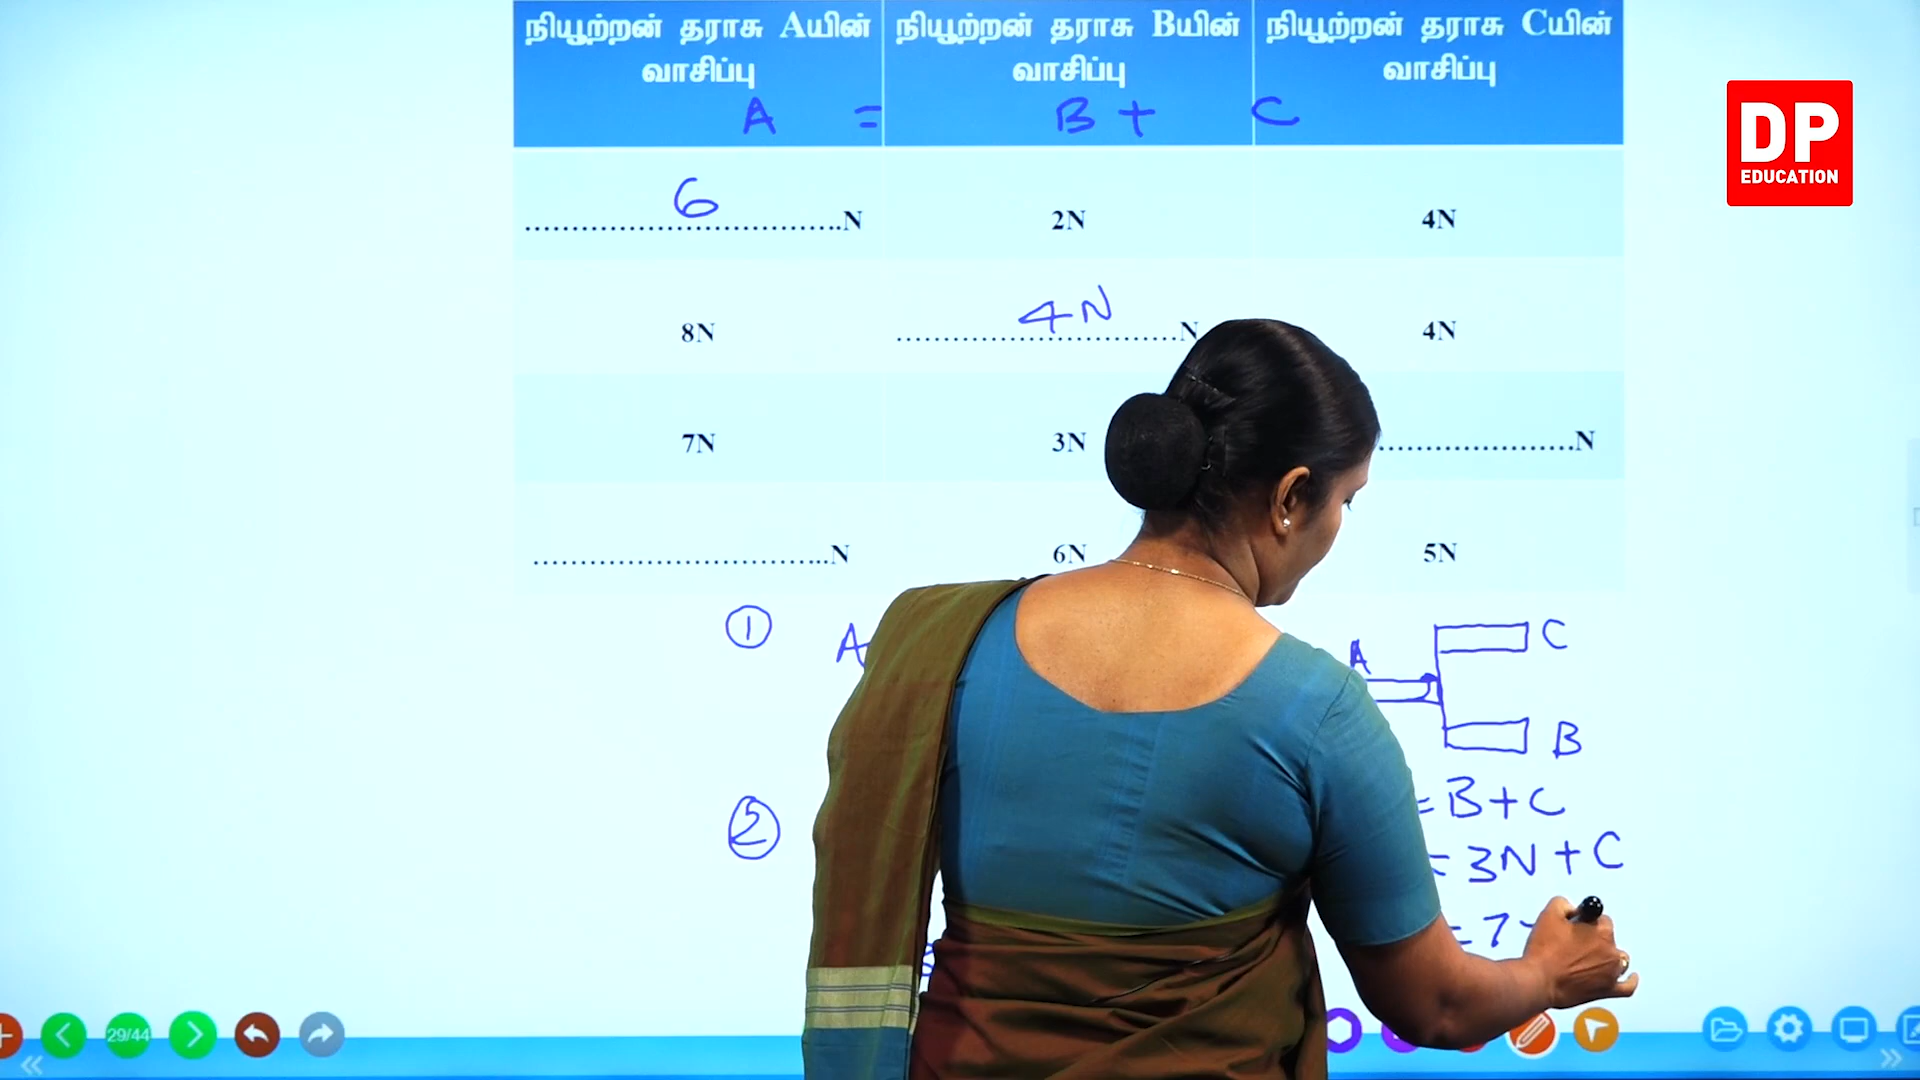 நியூற்றன் தராசு Aயின் வாசிப்பு
நியூற்றன் தராசு Bயின் வாசிப்பு
நியூற்றன் தராசு Cயின் வாசிப்பு
A = B + C
6 ....................N 2N 4N
8N 4N ....................N 4N
7N 3N ....................N
....................N 6N 5N
① A
A
C
B
②
= B + C
= 3N + C
= 7
DP
EDUCATION
29/44